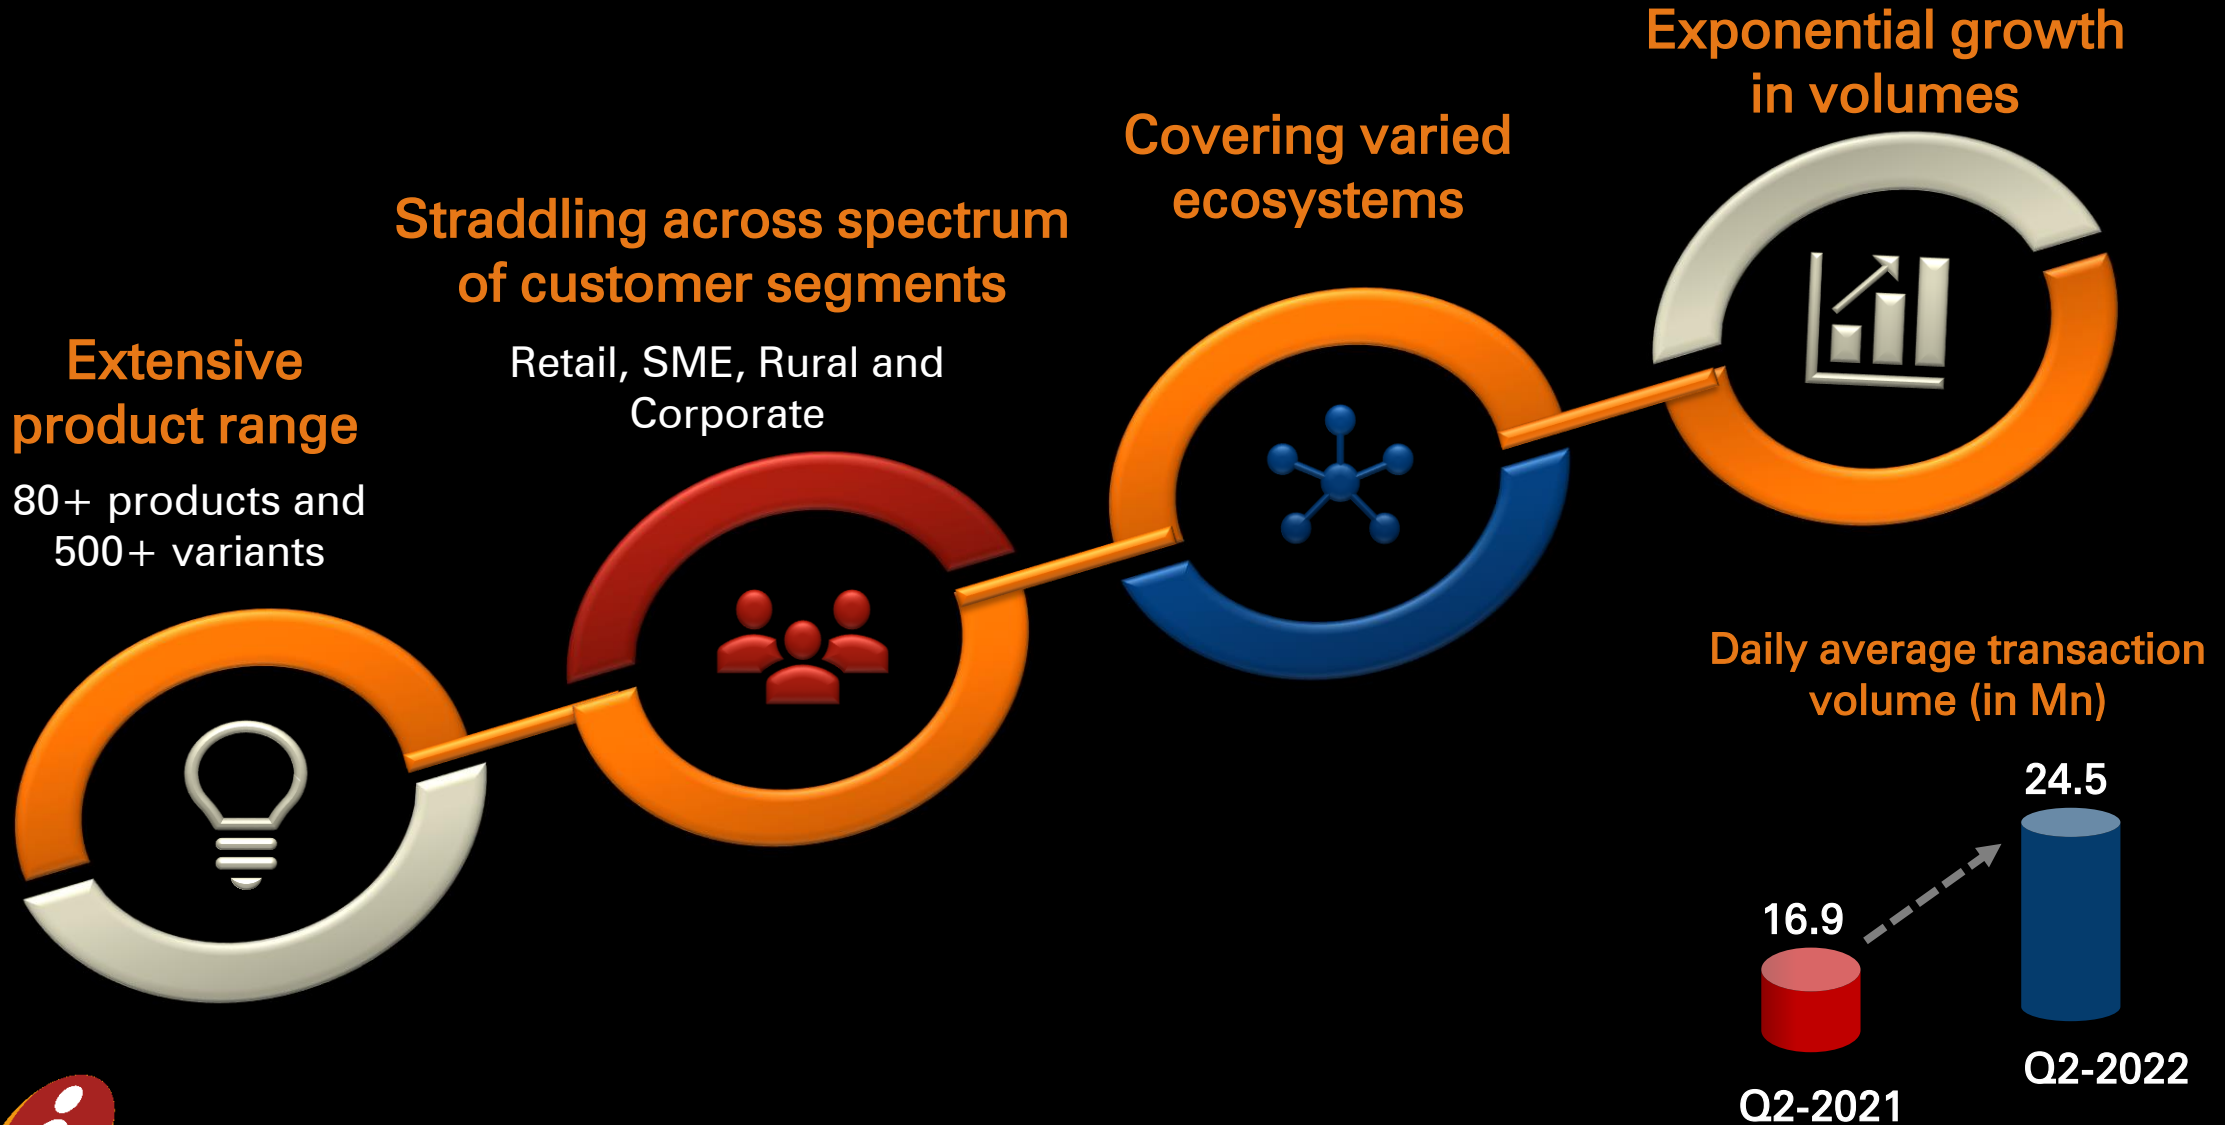 Extensive
product range
80+ products and
500+ variants
Straddling across spectrum
of customer segments
Retail, SME, Rural and
Corporate
Covering varied
ecosystems
Exponential growth
in volumes
Daily average transaction
volume (in Mn)
16.9
24.5
Q2-2021
Q2-2022